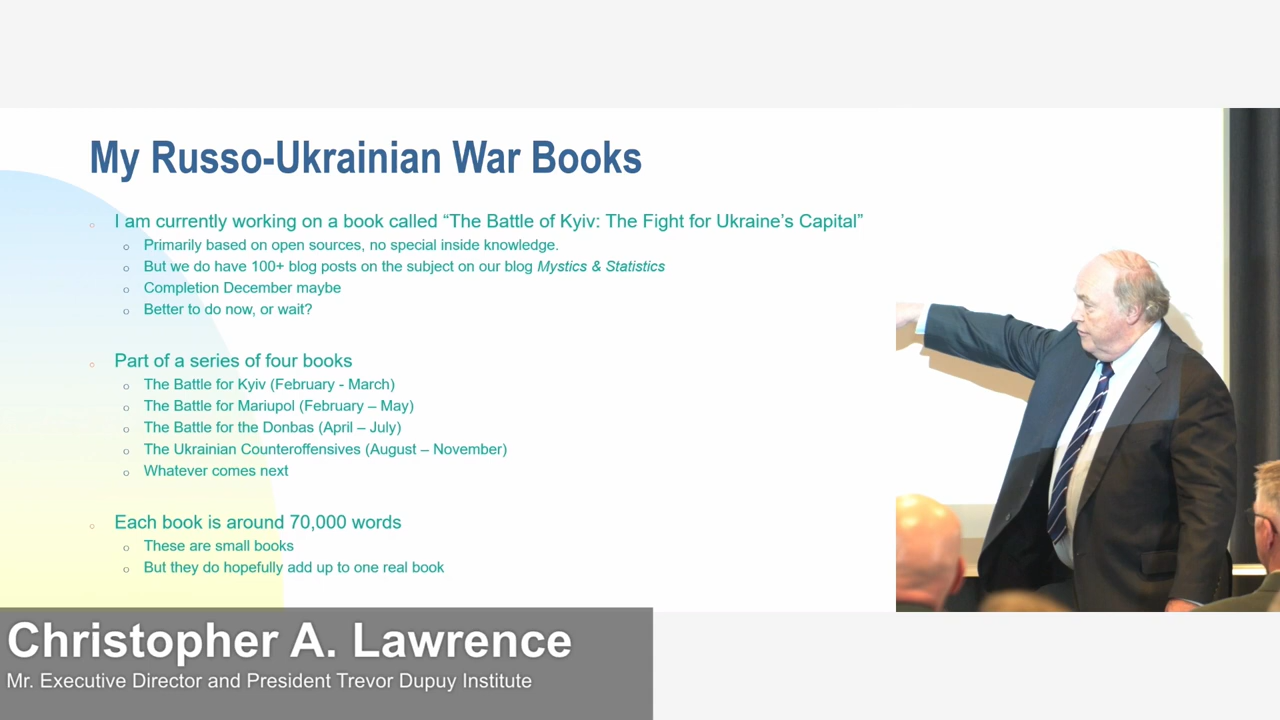 My Russo-Ukrainian War Books
I am currently working on a book called “The Battle of Kyiv: The Fight for Ukraine’s Capital”
Primarily based on open sources, no special inside knowledge.
But we do have 100+ blog posts on the subject on our blog Mystics & Statistics
Completion December maybe
Better to do now, or wait?
Part of a series of four books
The Battle for Kyiv (February - March)
The Battle for Mariupol (February – May)
The Battle for the Donbas (April – July)
The Ukrainian Counteroffensives (August – November)
Whatever comes next
Each book is around 70,000 words
These are small books
But they do hopefully add up to one real book
Christopher A. Lawrence
Mr. Executive Director and President Trevor Dupuy Institute